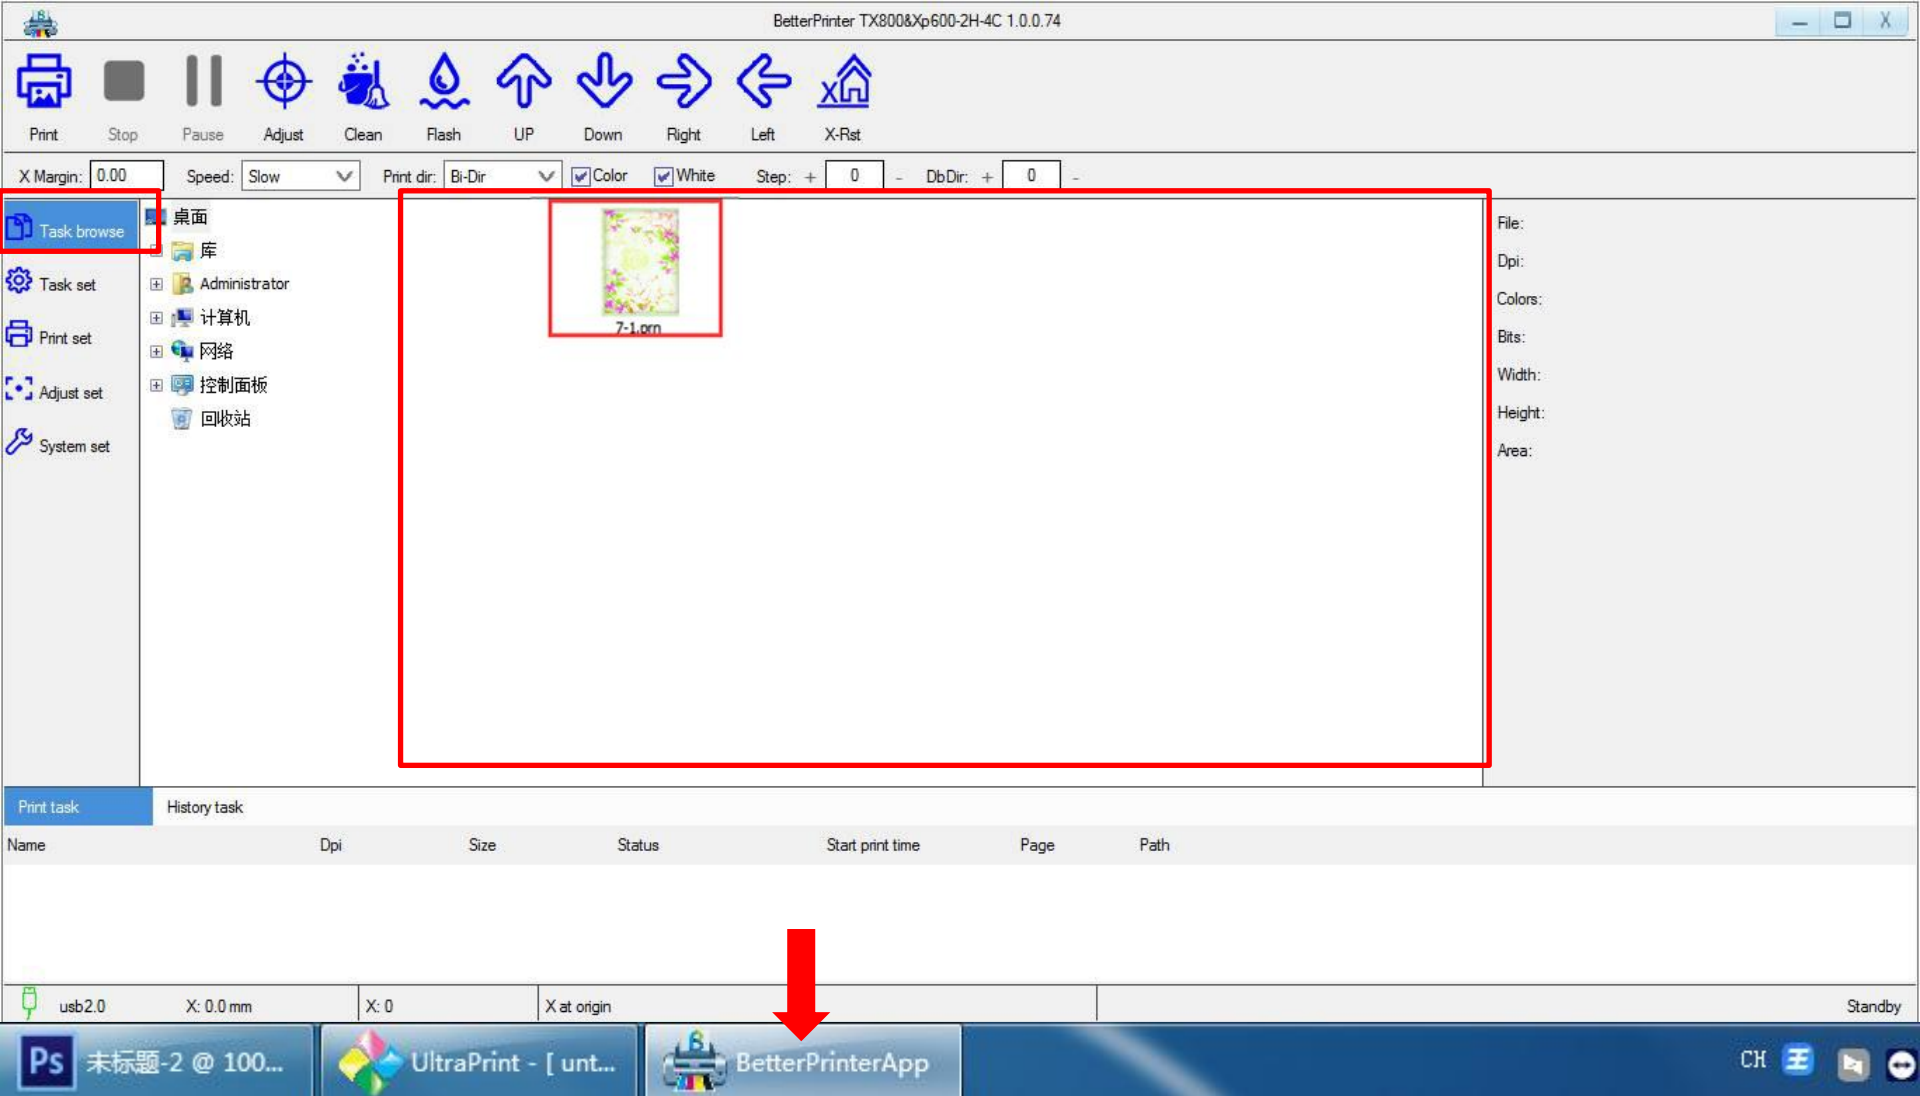 BetterPrinter TX800&Xp600-2H-4C 1.0.0.74
X
Print Stop Pause Adjust Clean Flash UP Down Right Left X-Rst
X Margin: 0.00 Speed: Slow Print dir: Bi-Dir Color White Step: + 0 - DbDir: + 0 -
Task browse
Task set
Print set
Adjust set
System set
桌面
库
Administrator
计算机
网络
控制面板
回收站
7-1.prn
File:
Dpi:
Colors:
Bits:
Width:
Height:
Area:
Print task History task
Name Dpi Size Status Start print time Page Path
usb2.0 X: 0.0 mm X: 0 X at origin Standby
Ps 未标题-2 @ 100... UltraPrint - [ unt... BetterPrinterApp CH 王